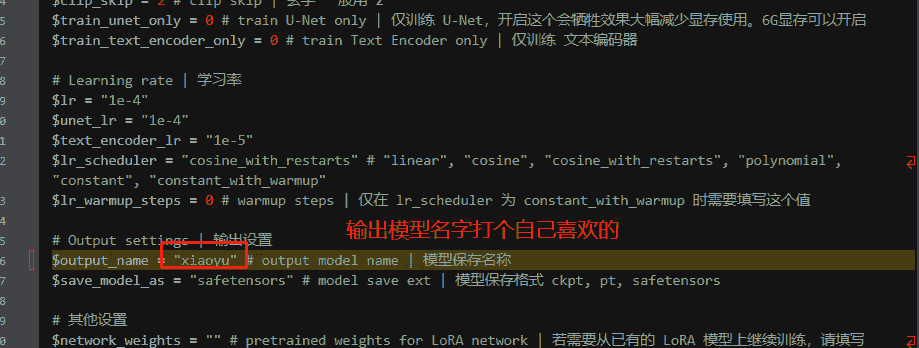 $clip_skip = 2 # clip skip | 玄学 一般用 2
$train_unet_only = 0 # train U-Net only | 仅训练 U-Net，开启这个会牺牲效果大幅减少显存使用。6G显存可以开启
$train_text_encoder_only = 0 # train Text Encoder only | 仅训练 文本编码器
# Learning rate | 学习率
$lr = "1e-4"
$unet_lr = "1e-4"
$text_encoder_lr = "1e-5"
$lr_scheduler = "cosine_with_restarts" # "linear", "cosine", "cosine_with_restarts", "polynomial",
"constant", "constant_with_warmup"
$lr_warmup_steps = 0 # warmup steps | 仅在 lr_scheduler 为 constant_with_warmup 时需要填写这个值
输出模型名字打个自己喜欢的
# Output settings | 输出设置
$output_name = "xiaoyu" # output model name | 模型保存名称
$save_model_as = "safetensors" # model save ext | 模型保存格式 ckpt, pt, safetensors
# 其他设置
$network_weights = "" # pretrained weights for LoRA network | 若需要从已有的 LoRA 模型上继续训练，请填写